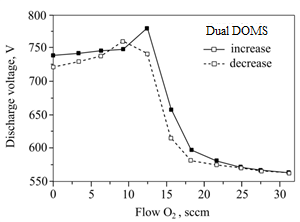 Dual DOMS
increase
decrease
Discharge voltage, V
800
750
700
650
600
550
0
5
10
15
20
25
30
Flow O₂ , sccm